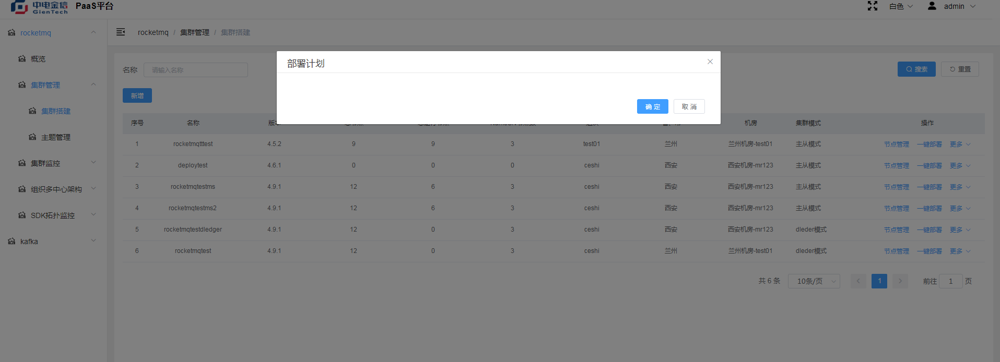 中电金信
GienTech
PaaS平台
白色
admin
rocketmq
概览
集群管理
集群搭建
主题管理
集群监控
组织多中心架构
SDK拓扑监控
kafka
rocketmq / 集群管理 / 集群搭建
名称 请输入名称 搜索 重置
新增
部署计划
确 定 取 消
序号 名称 机房 集群模式 操作
1 rocketmqtttest 4.5.2 9 9 3 test01 兰州 兰州机房-test01 主从模式 节点管理 一键部署 更多
2 deploytest 4.6.1 0 0 0 ceshi 西安 西安机房-mr123 主从模式 节点管理 一键部署 更多
3 rocketmqtestms 4.9.1 12 6 3 ceshi 西安 西安机房-mr123 主从模式 节点管理 一键部署 更多
4 rocketmqtestms2 4.9.1 12 6 3 ceshi 西安 西安机房-mr123 主从模式 节点管理 一键部署 更多
5 rocketmqtestdledger 4.9.1 12 0 3 ceshi 西安 西安机房-mr123 dleder模式 节点管理 一键部署 更多
6 rocketmqtest 4.9.1 12 0 3 ceshi 兰州 兰州机房-test01 dleder模式 节点管理 一键部署 更多
共 6 条 10条/页 1 前往 1 页